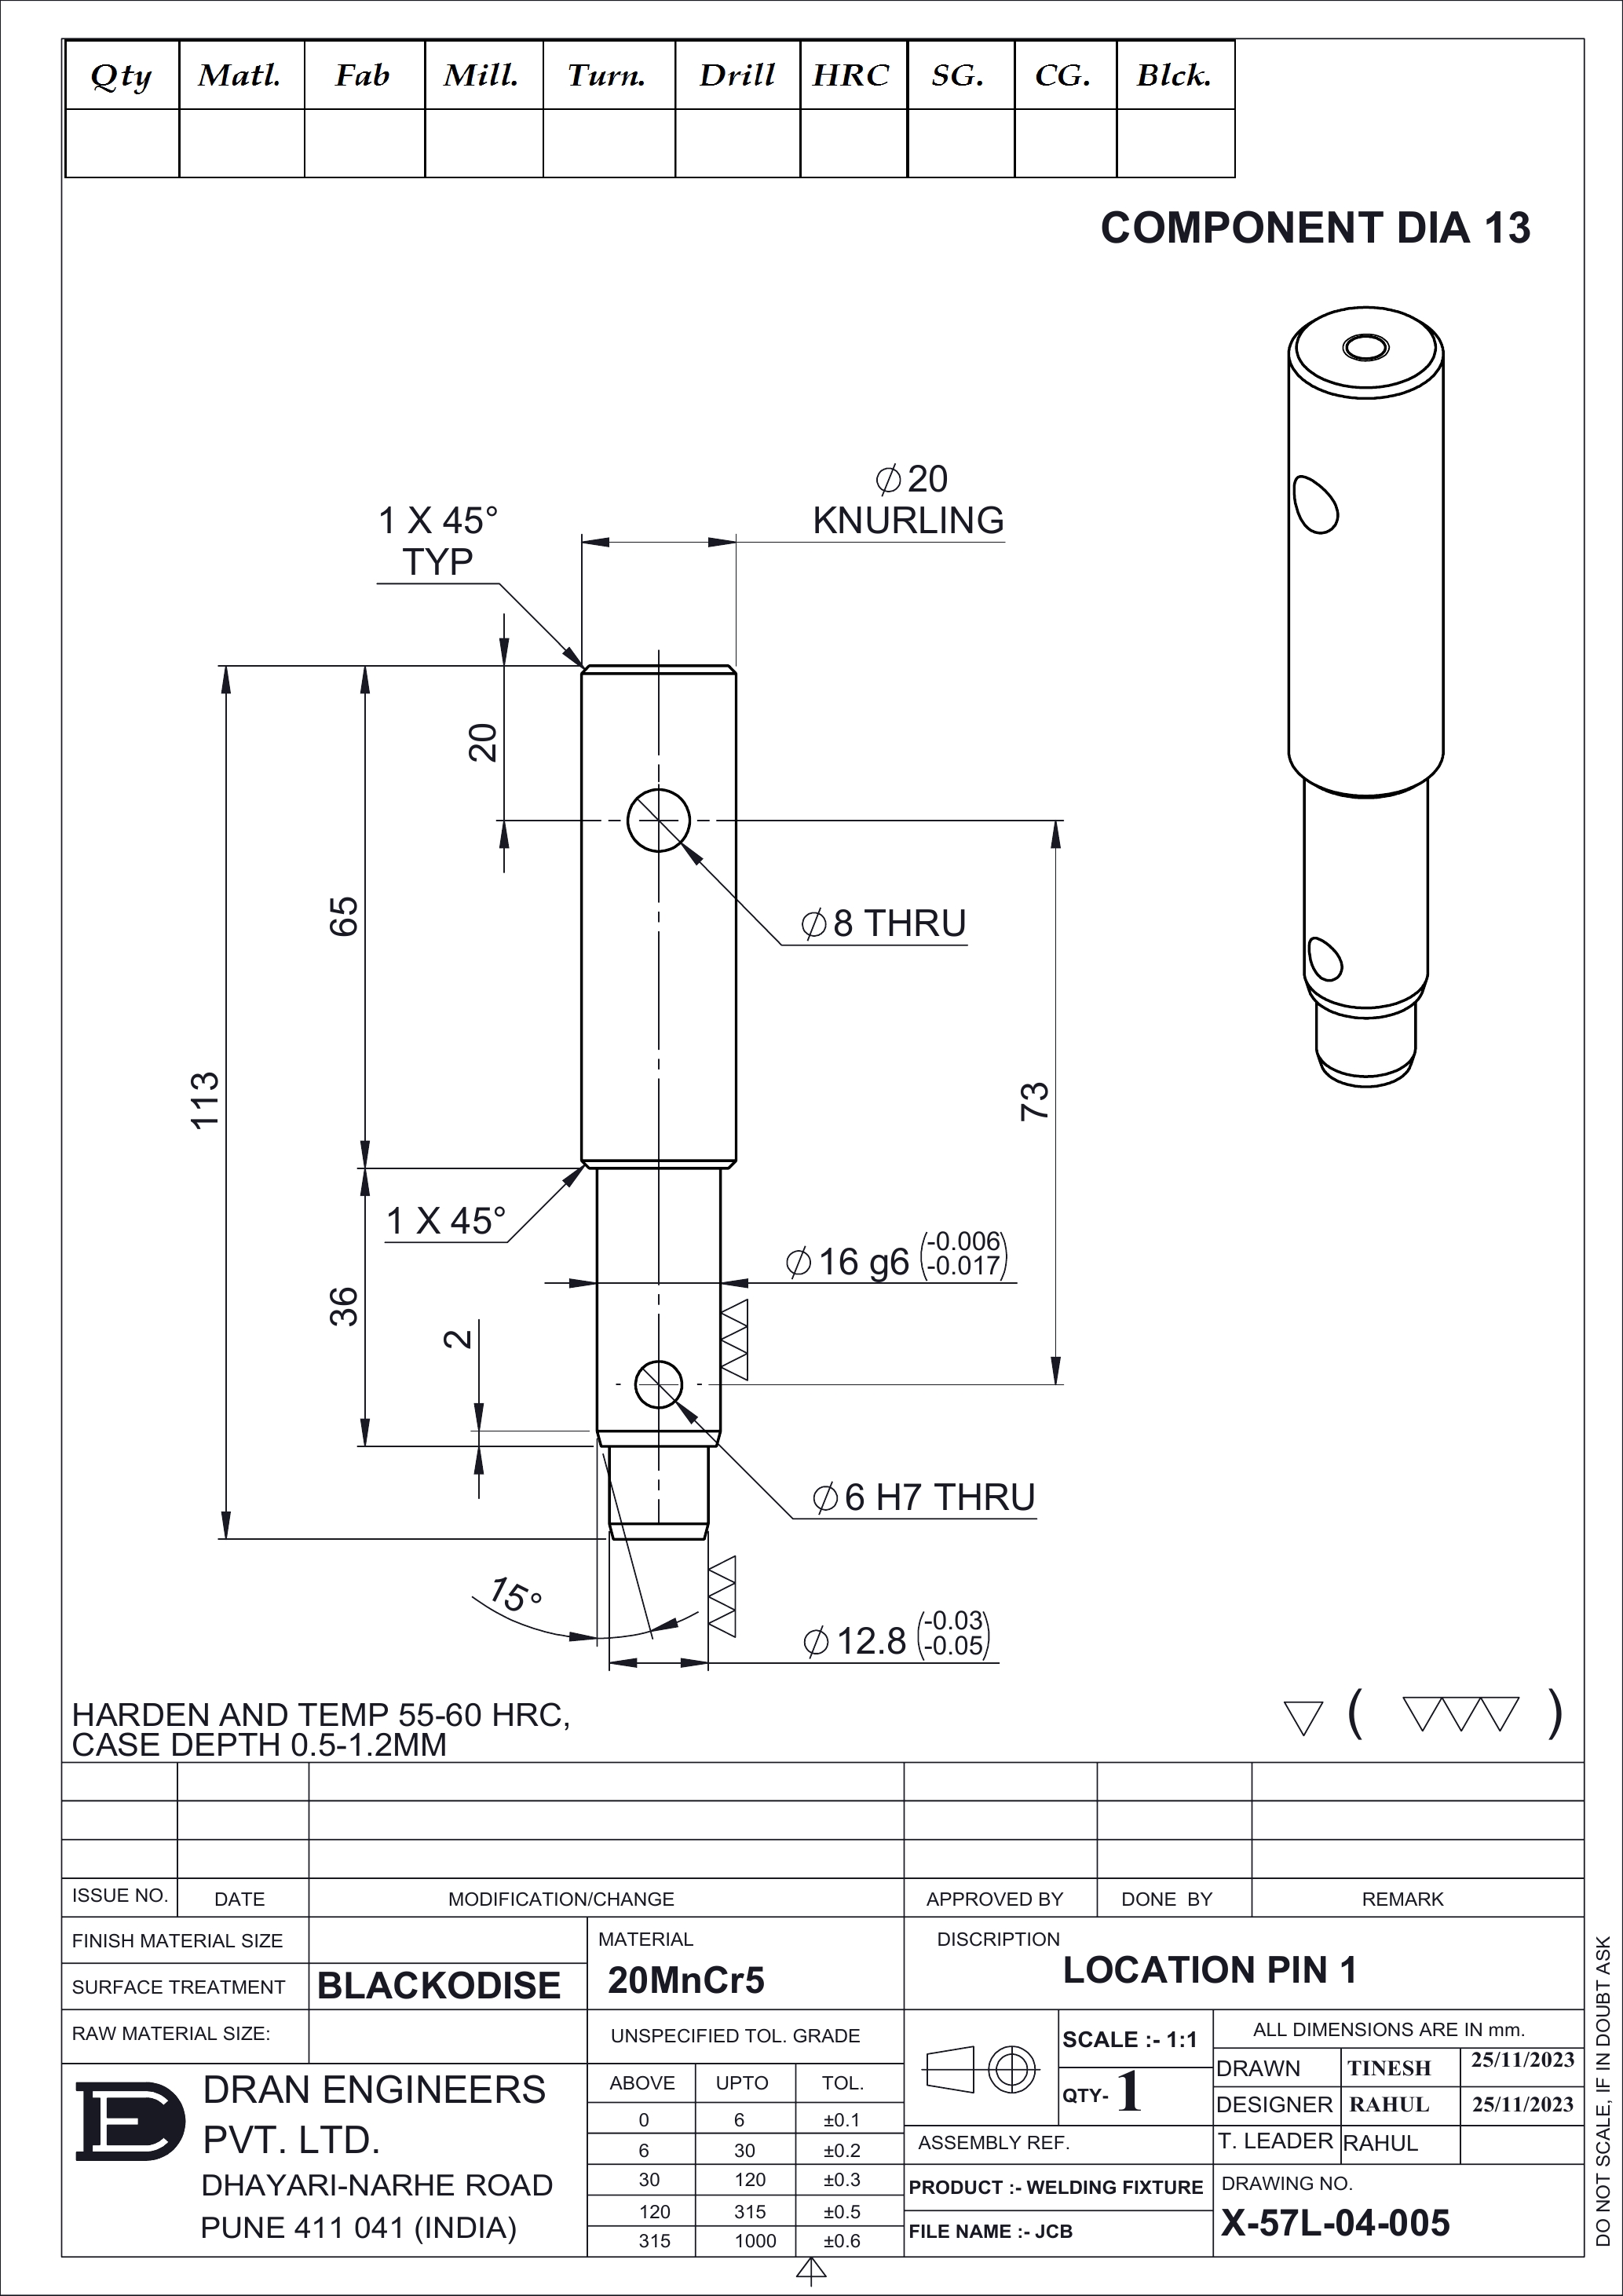 Qty Matl. Fab Mill. Turn. Drill HRC SG. CG. Blck.
COMPONENT DIA 13
⌀20
KNURLING
1 X 45°
TYP
20
65
⌀8 THRU
113
73
1 X 45°
⌀16 g6 (-0.006
-0.017)
36
2
⌀6 H7 THRU
15°
⌀12.8 (-0.03
-0.05)
HARDEN AND TEMP 55-60 HRC,
CASE DEPTH 0.5-1.2MM
( )
ISSUE NO. DATE MODIFICATION/CHANGE APPROVED BY DONE BY REMARK
FINISH MATERIAL SIZE
SURFACE TREATMENT BLACKODISE
RAW MATERIAL SIZE:
MATERIAL
20MnCr5
DISCRIPTION
LOCATION PIN 1
UNSPECIFIED TOL. GRADE
ABOVE UPTO TOL.
0 6 ±0.1
6 30 ±0.2
30 120 ±0.3
120 315 ±0.5
315 1000 ±0.6
SCALE :- 1:1
QTY- 1
ALL DIMENSIONS ARE IN mm.
DRAWN TINESH 25/11/2023
DESIGNER RAHUL 25/11/2023
T. LEADER RAHUL
ASSEMBLY REF.
PRODUCT :- WELDING FIXTURE
FILE NAME :- JCB
DRAWING NO.
X-57L-04-005
DE
DRAN ENGINEERS
PVT. LTD.
DHAYARI-NARHE ROAD
PUNE 411 041 (INDIA)
DO NOT SCALE, IF IN DOUBT ASK